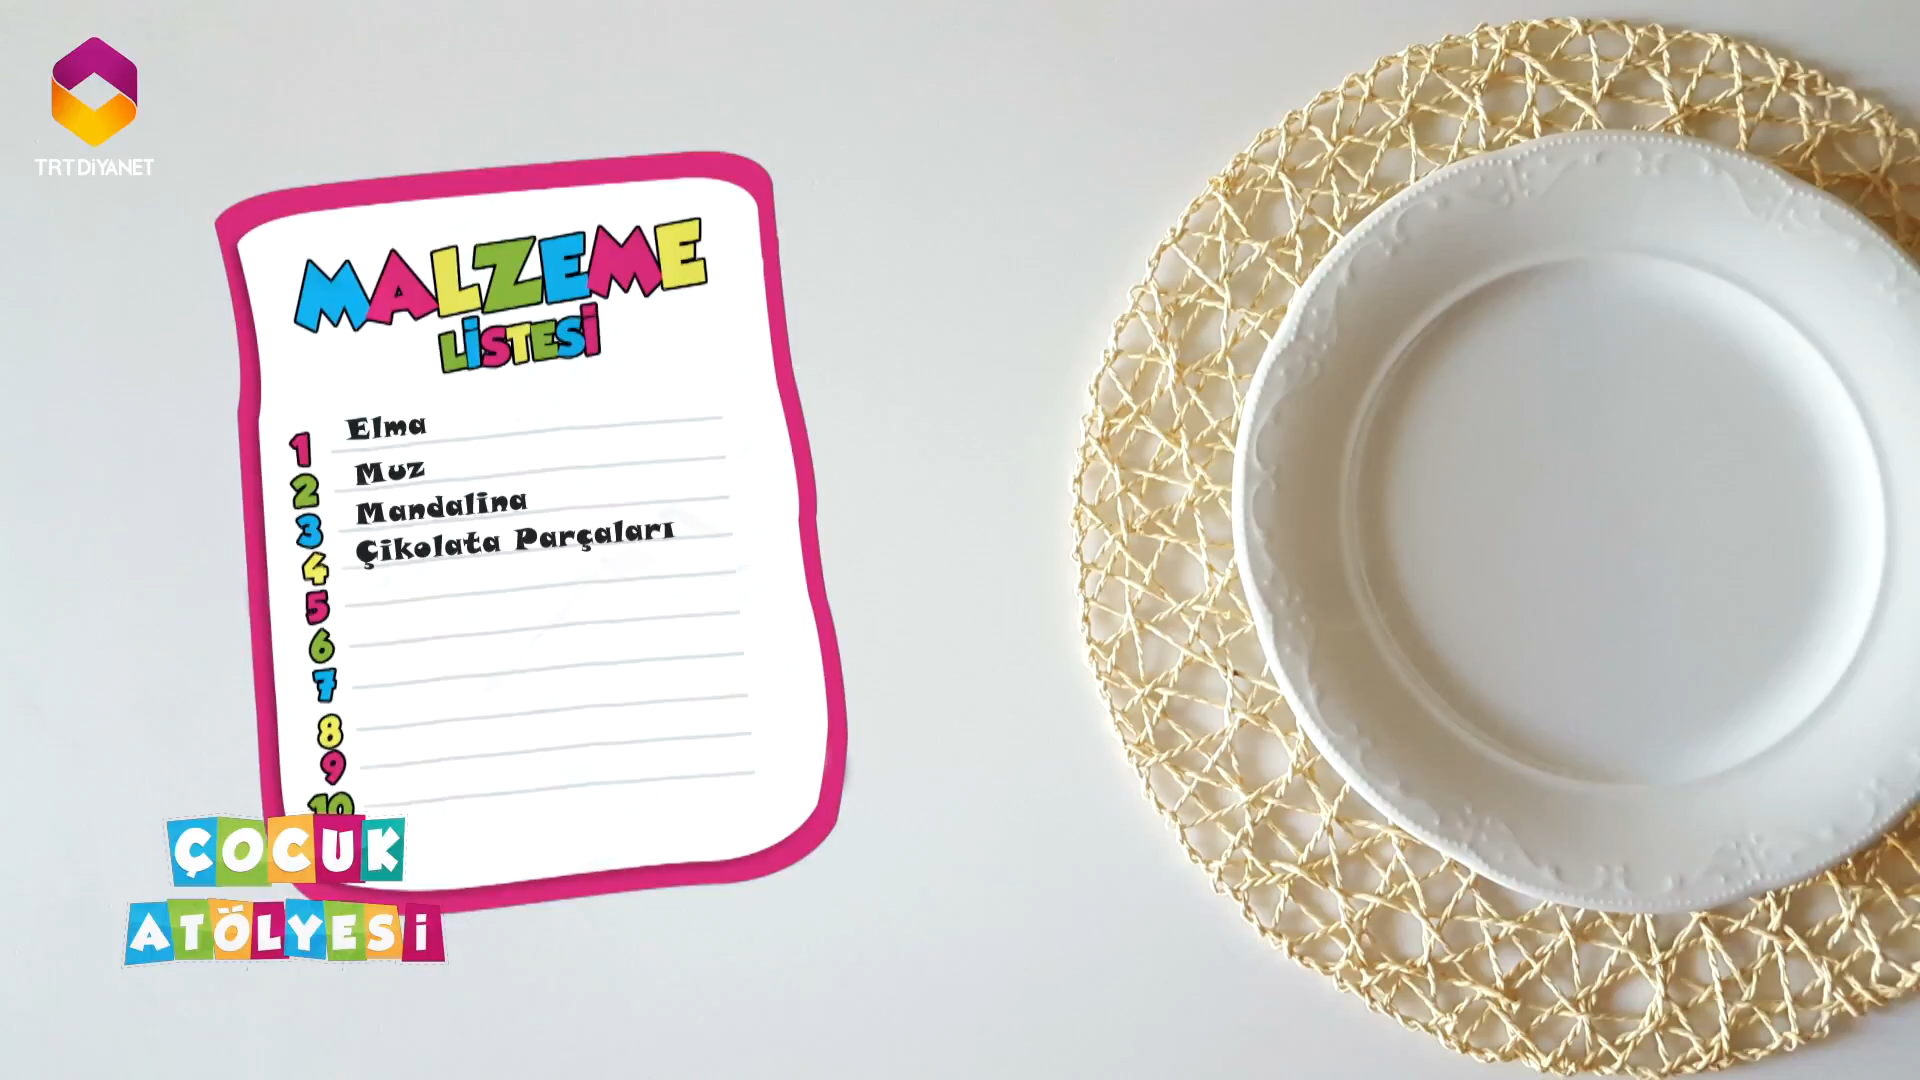 TRT DİYANET
MALZEME
LİSTESİ
1 Elma
2 Muz
3 Mandalina
4 Çikolata Parçaları
5
6
7
8
9
10
ÇOCUK
ATÖLYESİ